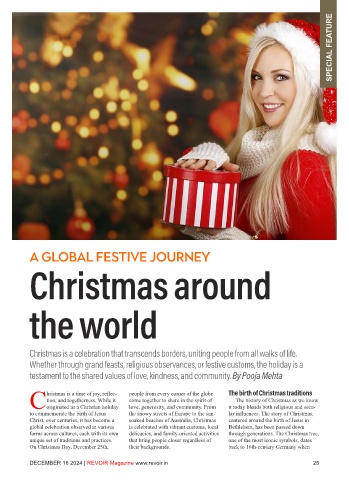 SPECIAL FEATURE
A GLOBAL FESTIVE JOURNEY
Christmas around
the world
Christmas is a celebration that transcends borders, uniting people from all walks of life.
Whether through grand feasts, religious observances, or festive customs, the holiday is a
testament to the shared values of love, kindness, and community. By Pooja Mehta
Christmas is a time of joy, reflec-
tion, and togetherness. While it
originated as a Christian holiday
to commemorate the birth of Jesus
Christ, over centuries, it has become a
global celebration observed in various
forms across cultures, each with its own
unique set of traditions and practices.
On Christmas Day, December 25th,
people from every corner of the globe
come together to share in the spirit of
love, generosity, and community. From
the snowy streets of Europe to the sun-
soaked beaches of Australia, Christmas
is celebrated with vibrant customs, local
delicacies, and family-oriented activities
that bring people closer regardless of
their backgrounds.
The birth of Christmas traditions
The history of Christmas as we know
it today blends both religious and secu-
lar influences. The story of Christmas,
centered around the birth of Jesus in
Bethlehem, has been passed down
through generations. The Christmas tree,
one of the most iconic symbols, dates
back to 16th-century Germany when
DECEMBER 16 2024 | REVOIR Magazine www.revoir.in
25